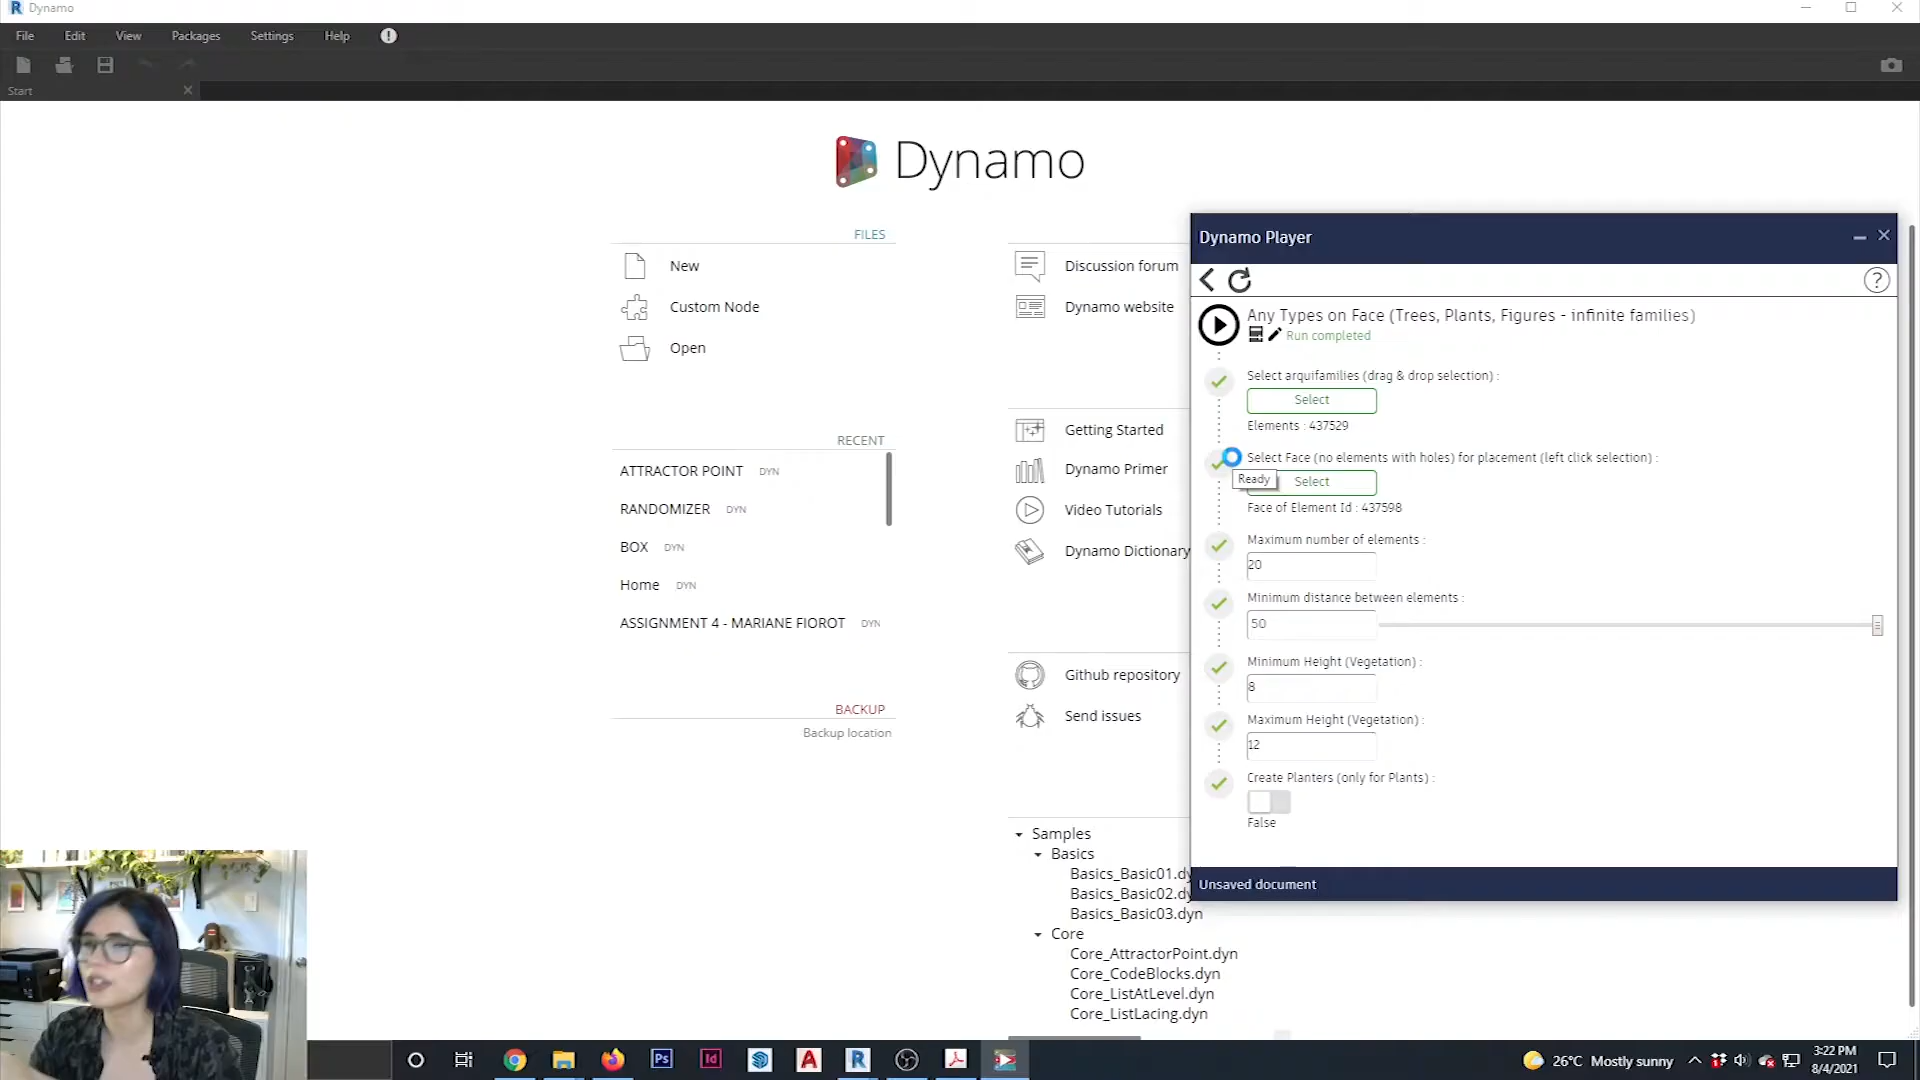 Dynamo
File Edit View Packages Settings Help
Start
Dynamo
FILES
New
Custom Node
Open
RECENT
ATTRACTOR POINT DYN
RANDOMIZER DYN
BOX DYN
Home DYN
ASSIGNMENT 4 - MARIANE FIOROT DYN
BACKUP
Backup location
Discussion forum
Dynamo website
Getting Started
Dynamo Primer
Video Tutorials
Dynamo Dictionary
Github repository
Send issues
Samples
Basics
Basics_Basic01.dy
Basics_Basic02.dy
Basics_Basic03.dyn
Core
Core_AttractorPoint.dyn
Core_CodeBlocks.dyn
Core_ListAtLevel.dyn
Core_ListLacing.dyn
Dynamo Player
Any Types on Face (Trees, Plants, Figures - infinite families)
Run completed
Select arquifamilies (drag & drop selection) :
Select
Elements : 437529
Select Face (no elements with holes) for placement (left click selection) :
Ready
Select
Face of Element Id : 437598
Maximum number of elements :
20
Minimum distance between elements :
50
Minimum Height (Vegetation) :
8
Maximum Height (Vegetation) :
12
Create Planters (only for Plants) :
False
Unsaved document
26°C Mostly sunny
3:22 PM
8/4/2021